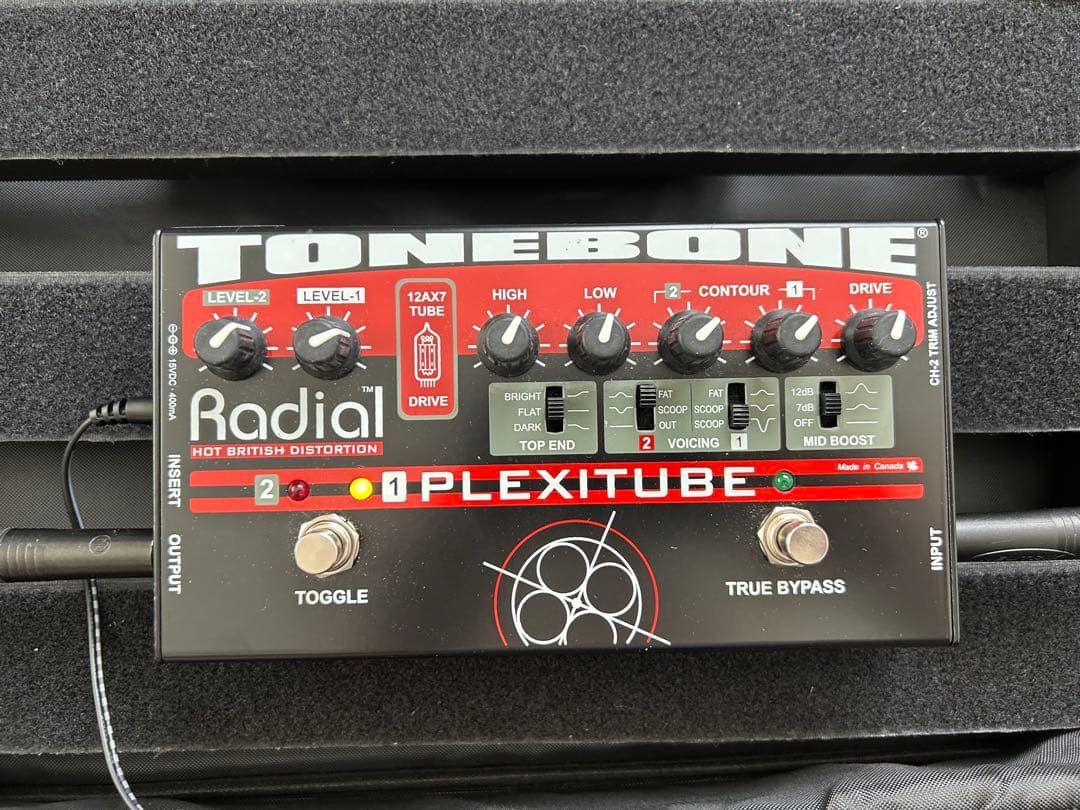 TONEBONE®
LEVEL-2
LEVEL-1
12AX7
TUBE
DRIVE
HIGH
LOW
2 CONTOUR 1
DRIVE
CH-2 TRIM ADJUST
15VDC - 400mA
Radial™
HOT BRITISH DISTORTION
BRIGHT
FLAT
DARK
TOP END
FAT
SCOOP
OUT
FAT
SCOOP
SCOOP
2 VOICING 1
12dB
7dB
OFF
MID BOOST
Made in Canada
2
1 PLEXITUBE
INSERT
OUTPUT
INPUT
TOGGLE
TRUE BYPASS